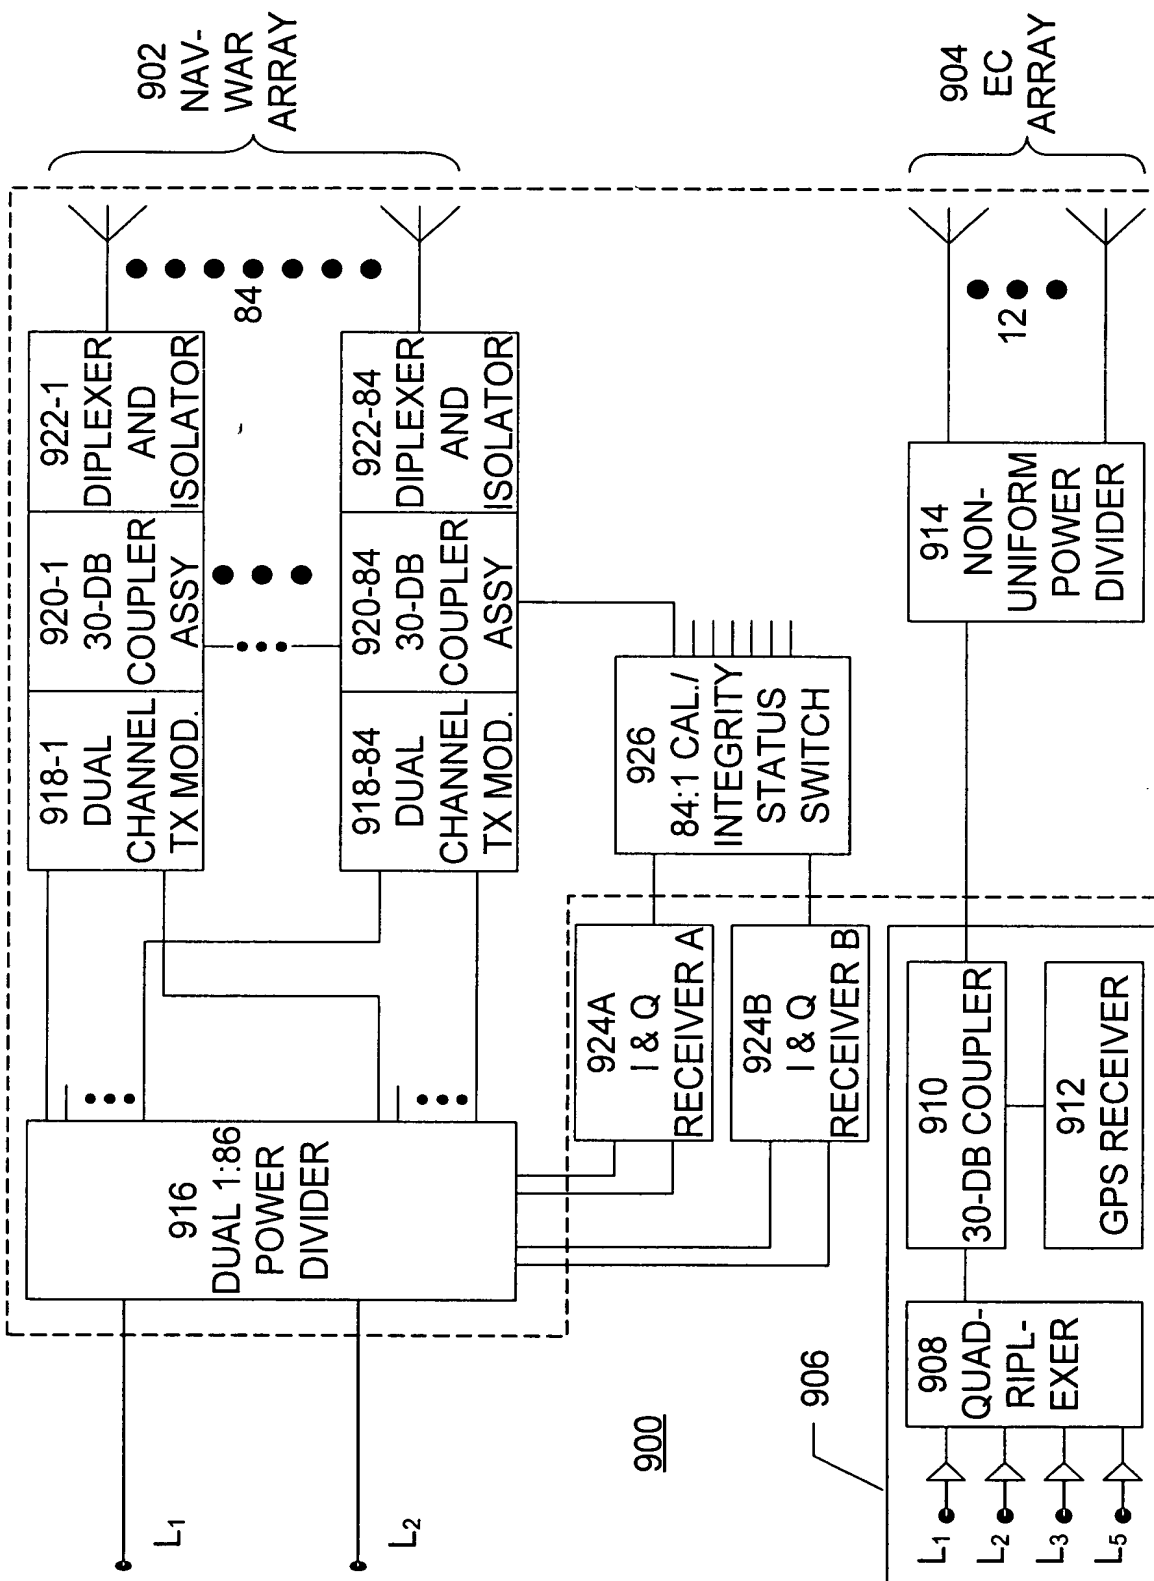 902
NAV-
WAR
ARRAY
904
EC
ARRAY
84
12
922-1
DIPLEXER
AND
ISOLATOR
922-84
DIPLEXER
AND
ISOLATOR
920-1
30-DB
COUPLER
ASSY
920-84
30-DB
COUPLER
ASSY
918-1
DUAL
CHANNEL
TX MOD.
918-84
DUAL
CHANNEL
TX MOD.
926
84:1 CAL./
INTEGRITY
STATUS
SWITCH
914
NON-
UNIFORM
POWER
DIVIDER
916
DUAL 1:86
POWER
DIVIDER
924A
I & Q
RECEIVER A
924B
I & Q
RECEIVER B
910
30-DB COUPLER
912
GPS RECEIVER
908
QUAD-
RIPL-
EXER
906
900
L1
L2
L1
L2
L3
L5